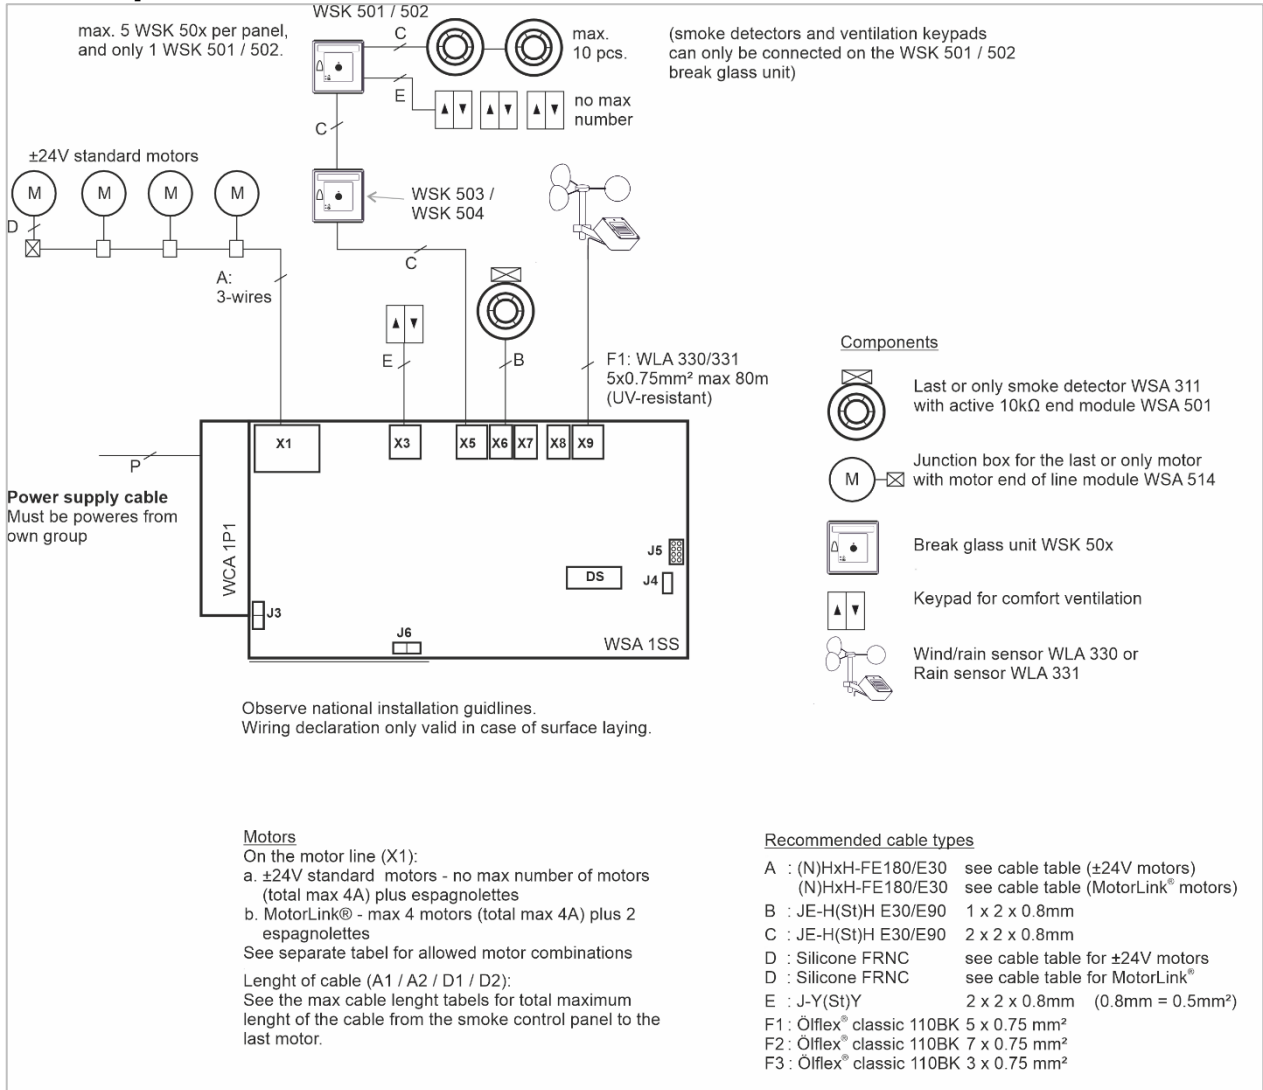 WSK 501 / 502
max. 5 WSK 50x per panel,
and only 1 WSK 501 / 502.
C
max.
10 pcs.
(smoke detectors and ventilation keypads
can only be connected on the WSK 501 / 502
break glass unit)
E
no max
number
C
±24V standard motors
M
M
M
M
D
WSK 503 /
WSK 504
C
A:
3-wires
E
B
F1: WLA 330/331
5x0.75mm² max 80m
(UV-resistant)
Components
Last or only smoke detector WSA 311
with active 10kΩ end module WSA 501
M
Junction box for the last or only motor
with motor end of line module WSA 514
Break glass unit WSK 50x
Keypad for comfort ventilation
Wind/rain sensor WLA 330 or
Rain sensor WLA 331
X1
X3
X5
X6
X7
X8
X9
P
Power supply cable
Must be poweres from
own group
WCA 1P1
J5
DS
J4
J3
J6
WSA 1SS
Observe national installation guidlines.
Wiring declaration only valid in case of surface laying.
Motors
On the motor line (X1):
a. ±24V standard motors - no max number of motors
(total max 4A) plus espagnolettes
b. MotorLink® - max 4 motors (total max 4A) plus 2
espagnolettes
See separate tabel for allowed motor combinations
Lenght of cable (A1 / A2 / D1 / D2):
See the max cable lenght tabels for total maximum
lenght of the cable from the smoke control panel to the
last motor.
Recommended cable types
A : (N)HxH-FE180/E30 see cable table (±24V motors)
(N)HxH-FE180/E30 see cable table (MotorLink® motors)
B : JE-H(St)H E30/E90 1 x 2 x 0.8mm
C : JE-H(St)H E30/E90 2 x 2 x 0.8mm
D : Silicone FRNC see cable table for ±24V motors
D : Silicone FRNC see cable table for MotorLink®
E : J-Y(St)Y 2 x 2 x 0.8mm (0.8mm = 0.5mm²)
F1 : Ölflex® classic 110BK 5 x 0.75 mm²
F2 : Ölflex® classic 110BK 7 x 0.75 mm²
F3 : Ölflex® classic 110BK 3 x 0.75 mm²